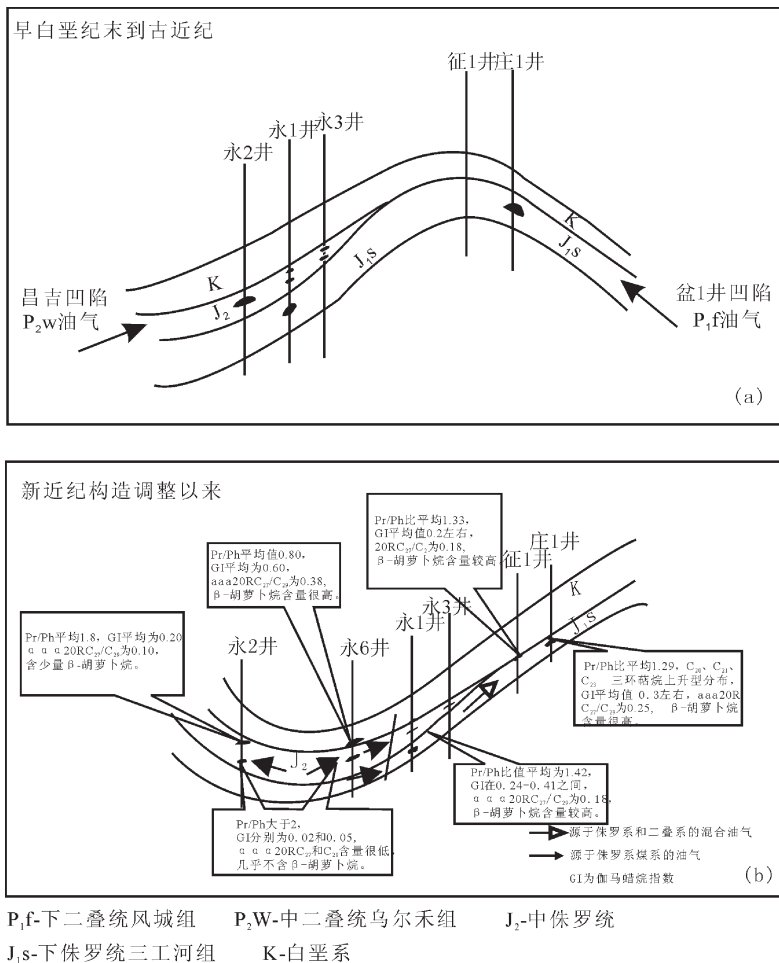 早白垩纪末到古近纪
征1井
庄1井
永3井
永1井
永2井
K
K
J₁s
J₁s
J₂
昌吉凹陷
P₂w油气
盆1井凹陷
P₁f油气
(a)
新近纪构造调整以来
Pr/Ph比平均1.33,
GI平均值0.2左右,
20RC₂₇/C₂为0.18,
β-胡萝卜烷含量较高
Pr/Ph平均值0.80,
GI平均为0.60,
aaa20RC₂₇/C₂₉为0.38,
β-胡萝卜烷含量很高。
庄1井
征1井
K
永3井
J₁s
永1井
Pr/Ph平均1.8, GI平均为0.20
ααα20RC₂₇/C₂₉为0.10,
含少量β-胡萝卜烷。
永2井
永6井
Pr/Ph比平均1.29, C₂₀、C₂₁、
C₂₃ 三环萜烷上升型分布,
GI平均值 0.3左右, aaa20R
C₂₇/C₂₉为0.25, β-胡萝卜烷
含量很高。
J₂
Pr/Ph比值平均为1.42,
GI在0.24-0.41之间,
ααα20RC₂₇/C₂₉为0.18,
β-胡萝卜烷含量较高。
Pr/Ph大于2,
GI分别为0.02和0.05,
ααα20RC₂₇和C₂₈含量很低,
几乎不含β-胡萝卜烷。
源于侏罗系和二叠系的混合油气
源于侏罗系煤系的油气
GI为伽马蜡烷指数
(b)
P₁f-下二叠统风城组 P₂W-中二叠统乌尔禾组 J₂-中侏罗统
J₁s-下侏罗统三工河组 K-白垩系